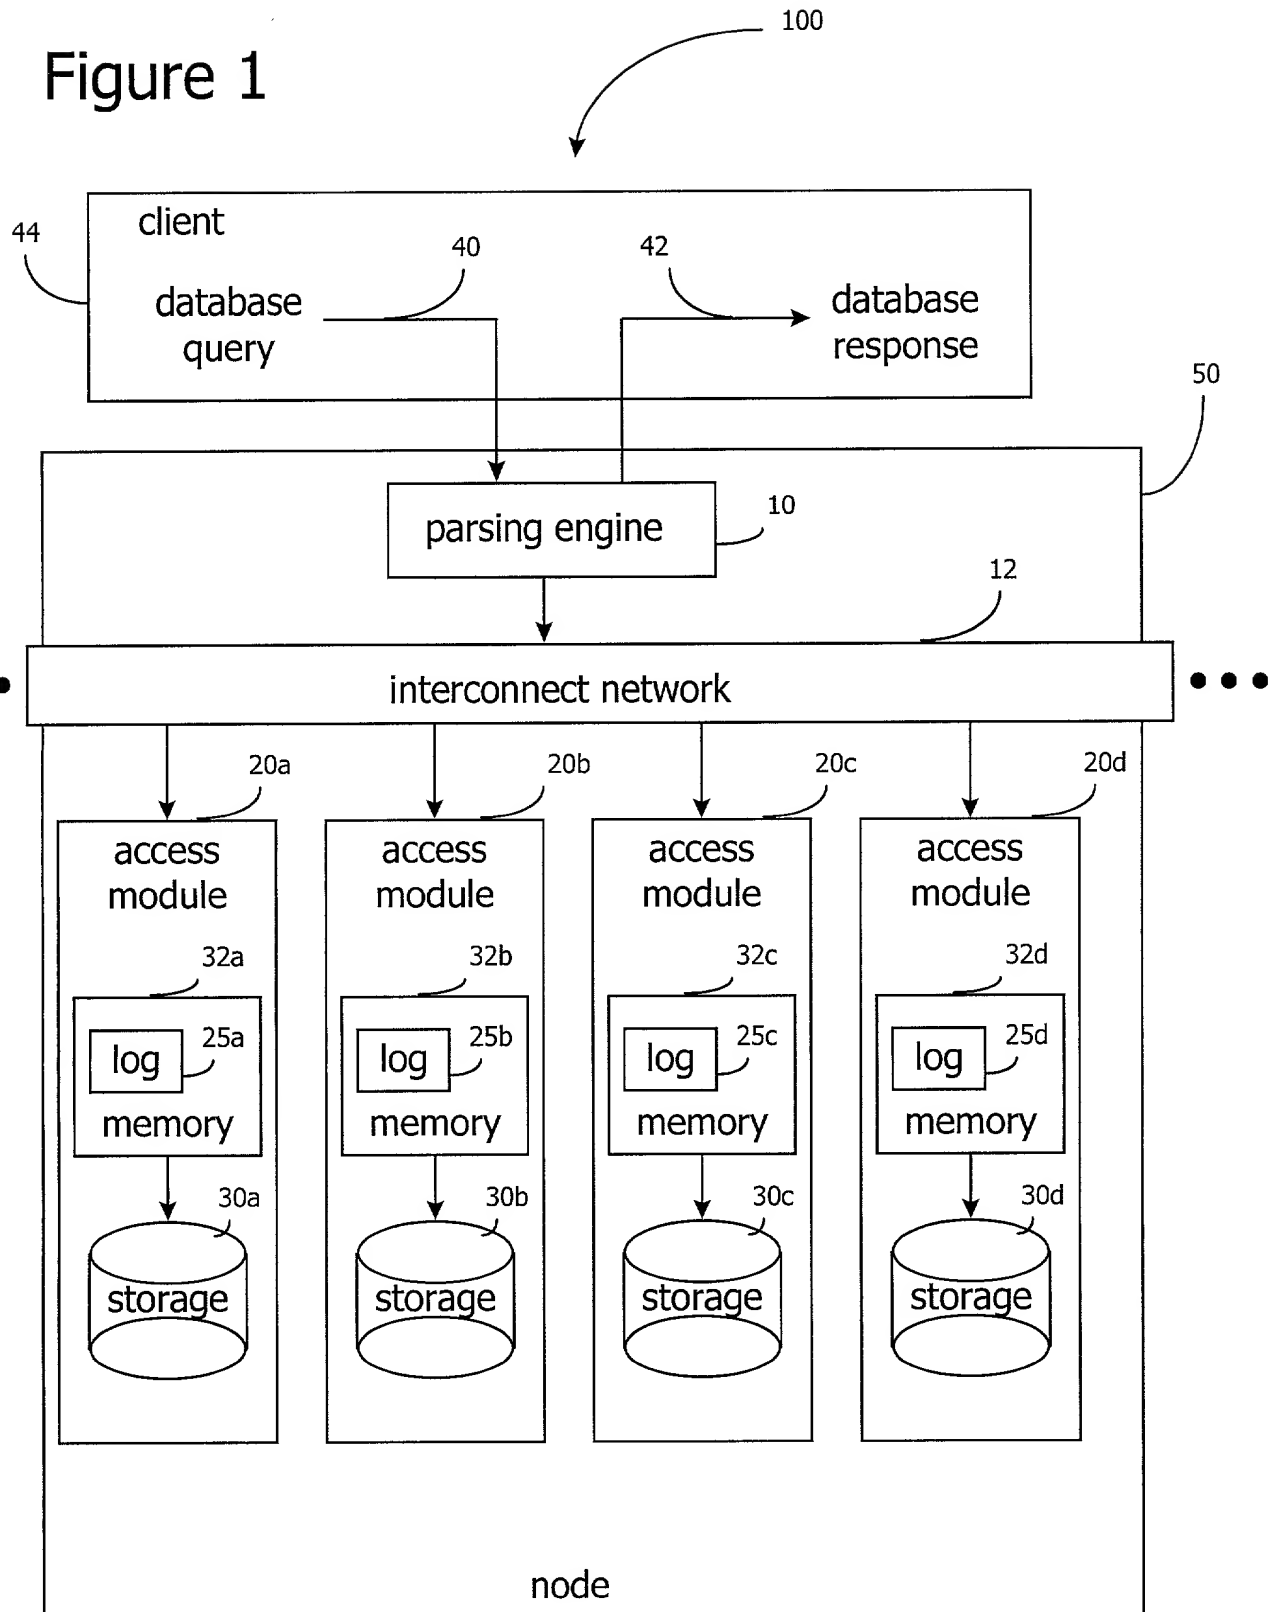 100
Figure 1
client
44
40
42
database
query
database
response
50
parsing engine
10
12
interconnect network
20a
20b
20c
20d
access
module
access
module
access
module
access
module
32a
32b
32c
32d
log
25a
log
25b
log
25c
log
25d
memory
memory
memory
memory
30a
30b
30c
30d
storage
storage
storage
storage
node